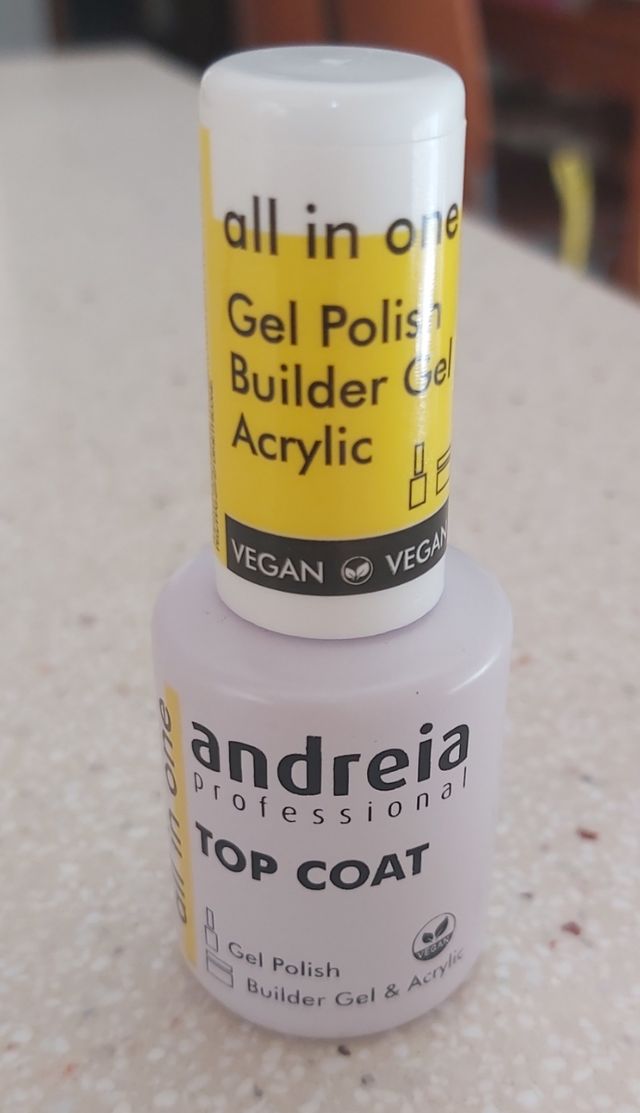 all in one
Gel Polish
Builder Gel
Acrylic
VEGAN VEGAN
all in one
andreia
professional
TOP COAT
Gel Polish
VEGAN
Builder Gel & Acrylic